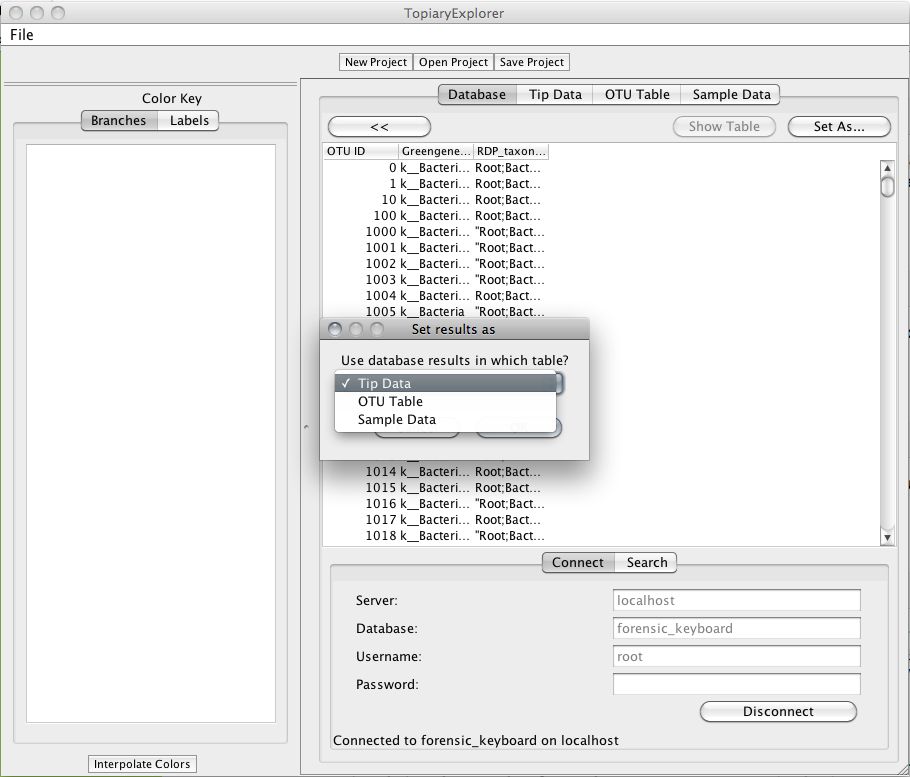 TopiaryExplorer
File
New Project Open Project Save Project
Color Key
Branches Labels
Database Tip Data OTU Table Sample Data
<< Show Table Set As...
OTU ID Greengene... RDP_taxon...
0 k__Bacteri... Root;Bact...
1 k__Bacteri... Root;Bact...
10 k__Bacteri... Root;Bact...
100 k__Bacteri... Root;Bact...
1000 k__Bacteri... "Root;Bact...
1001 k__Bacteri... "Root;Bact...
1002 k__Bacteri... "Root;Bact...
1003 k__Bacteri... "Root;Bact...
1004 k__Bacteri... Root;Bact...
1005 k__Bacteria "Root;Bact...
Set results as
Use database results in which table?
✓ Tip Data
OTU Table
Sample Data
1014 k__Bacteri... Root;Bact...
1015 k__Bacteri... Root;Bact...
1016 k__Bacteri... "Root;Bact...
1017 k__Bacteri... Root;Bact...
1018 k__Bacteri... "Root;Bact...
Connect Search
Server: localhost
Database: forensic_keyboard
Username: root
Password:
Disconnect
Connected to forensic_keyboard on localhost
Interpolate Colors